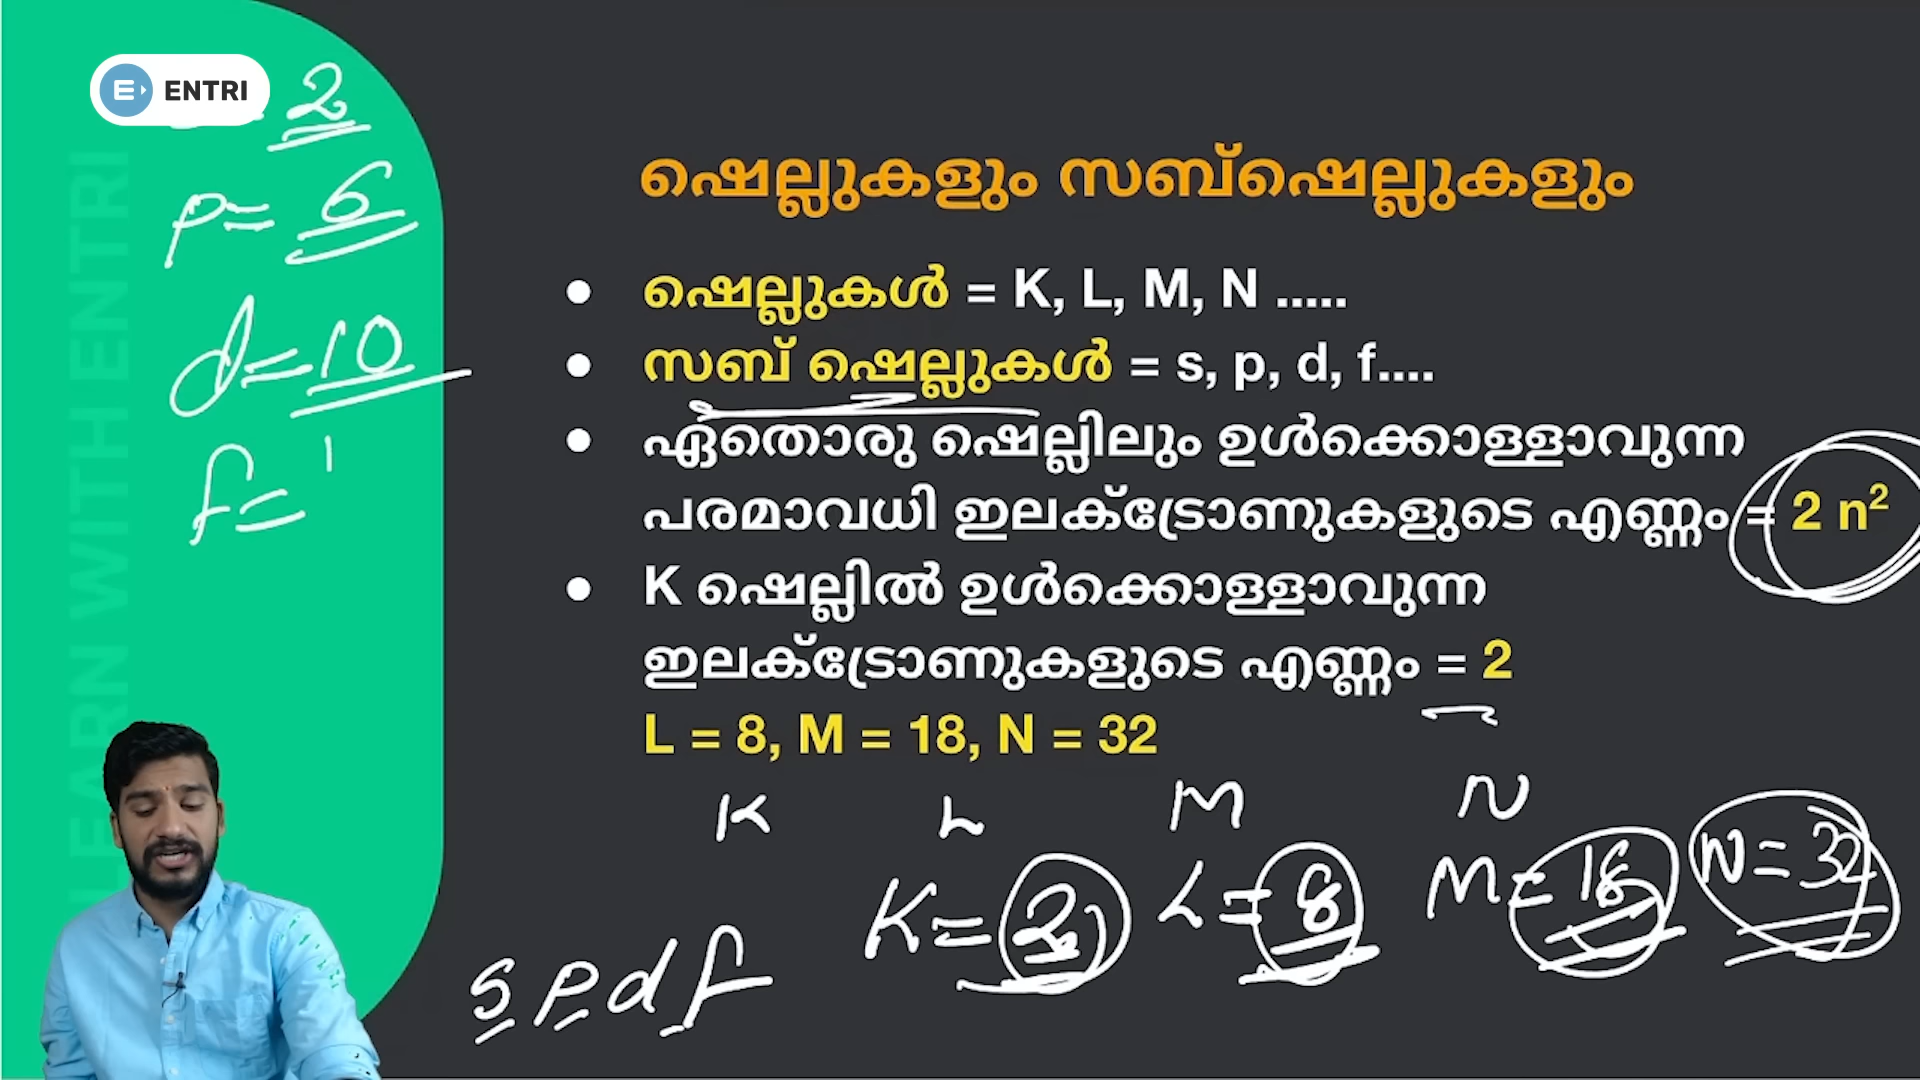 ENTRI
LEARN WITH ENTRI
= 2
p = 6
d = 10
f = 1
ഷെല്ലുകളും സബ്ഷെല്ലുകളും
• ഷെല്ലുകൾ = K, L, M, N .....
• സബ് ഷെല്ലുകൾ = s, p, d, f....
• ഏതൊരു ഷെല്ലിലും ഉൾക്കൊള്ളാവുന്ന
പരമാവധി ഇലക്ട്രോണുകളുടെ എണ്ണം = 2 n²
• K ഷെല്ലിൽ ഉൾക്കൊള്ളാവുന്ന
ഇലക്ട്രോണുകളുടെ എണ്ണം = 2
L = 8, M = 18, N = 32
K L M N
K = 2 L = 8 M = 18 N = 32
s p d f